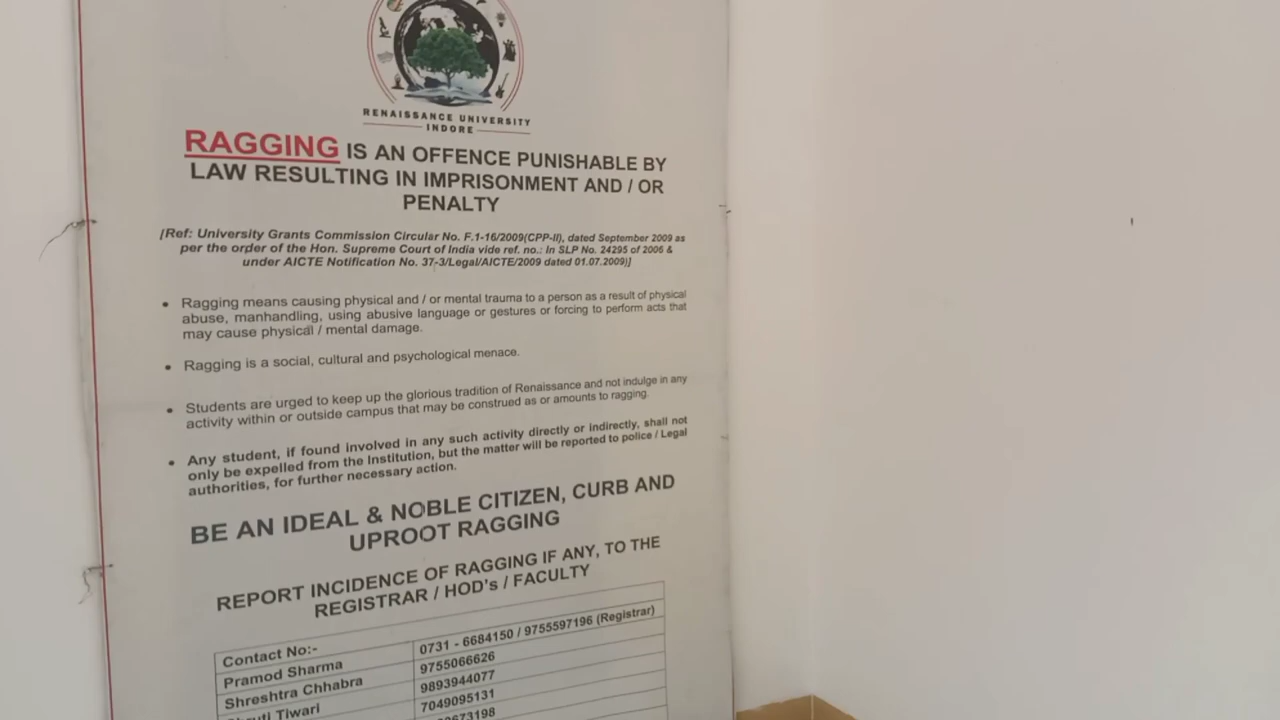 RENAISSANCE UNIVERSITY
INDORE
RAGGING IS AN OFFENCE PUNISHABLE BY
LAW RESULTING IN IMPRISONMENT AND / OR
PENALTY
[Ref: University Grants Commission Circular No. F.1-16/2009(CPP-II), dated September 2009 as
per the order of the Hon. Supreme Court of India vide ref. no.: In SLP No. 24295 of 2006 &
under AICTE Notification No. 37-3/Legal/AICTE/2009 dated 01.07.2009)]
• Ragging means causing physical and / or mental trauma to a person as a result of physical
abuse, manhandling, using abusive language or gestures or forcing to perform acts that
may cause physical / mental damage.
• Ragging is a social, cultural and psychological menace.
• Students are urged to keep up the glorious tradition of Renaissance and not indulge in any
activity within or outside campus that may be construed as or amounts to ragging.
• Any student, if found involved in any such activity directly or indirectly, shall not
only be expelled from the Institution, but the matter will be reported to police / Legal
authorities, for further necessary action.
BE AN IDEAL & NOBLE CITIZEN, CURB AND
UPROOT RAGGING
REPORT INCIDENCE OF RAGGING IF ANY, TO THE
REGISTRAR / HOD's / FACULTY
Contact No:- 0731 - 6684150 / 9755597196 (Registrar)
Pramod Sharma 9755066626
Shreshtra Chhabra 9893944077
Tiwari 7049095131